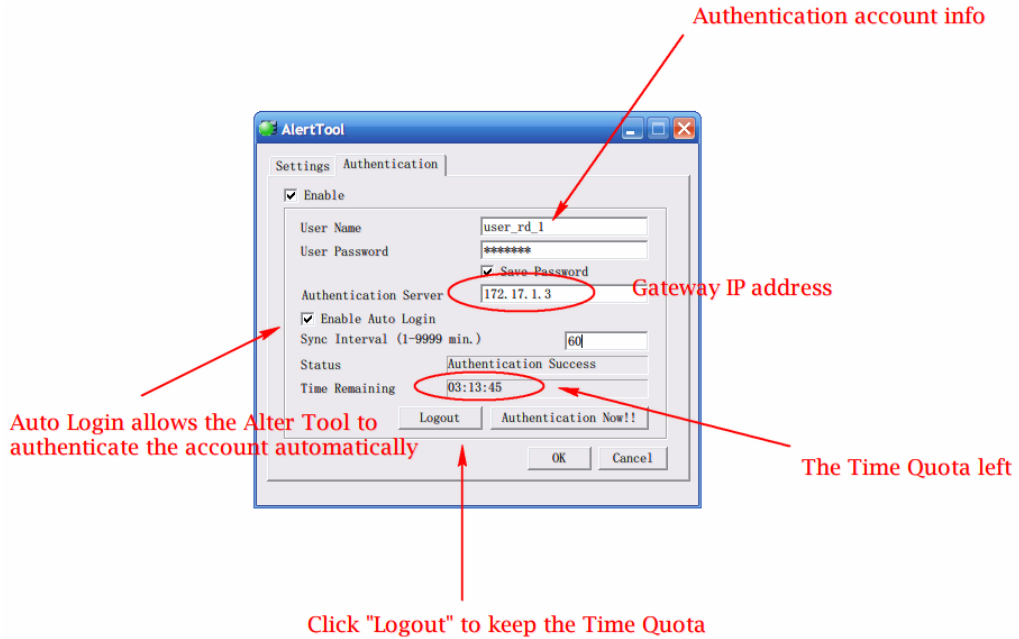 Authentication account info
AlertTool
Settings Authentication
Enable
User Name user_rd_1
User Password *******
Save Password
Authentication Server 172.17.1.3 Gateway IP address
Enable Auto Login
Sync Interval (1-9999 min.) 60
Status Authentication Success
Time Remaining 03:13:45
Logout Authentication Now!!
Auto Login allows the Alter Tool to
authenticate the account automatically
OK Cancel
The Time Quota left
Click "Logout" to keep the Time Quota